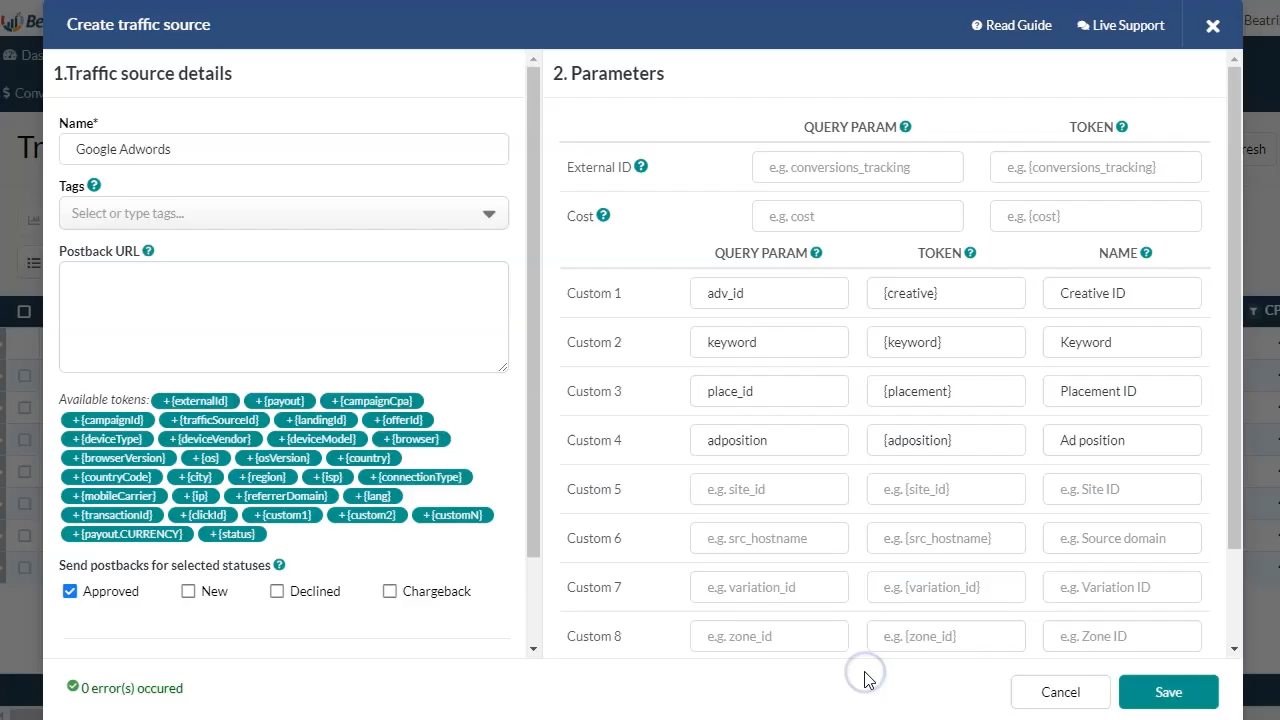 Create traffic source
Read Guide
Live Support
1.Traffic source details
Name*
Google Adwords
Tags
Select or type tags...
Postback URL
Available tokens: +{externalId} +{payout} +{campaignCpa}
+{campaignId} +{trafficSourceId} +{landingId} +{offerId}
+{deviceType} +{deviceVendor} +{deviceModel} +{browser}
+{browserVersion} +{os} +{osVersion} +{country}
+{countryCode} +{city} +{region} +{isp} +{connectionType}
+{mobileCarrier} +{ip} +{referrerDomain} +{lang}
+{transactionId} +{clickId} +{custom1} +{custom2} +{customN}
+{payout.CURRENCY} +{status}
Send postbacks for selected statuses
Approved New Declined Chargeback
0 error(s) occured
2. Parameters
QUERY PARAM TOKEN
External ID e.g. conversions_tracking e.g. {conversions_tracking}
Cost e.g. cost e.g. {cost}
QUERY PARAM TOKEN NAME
Custom 1 adv_id {creative} Creative ID
Custom 2 keyword {keyword} Keyword
Custom 3 place_id {placement} Placement ID
Custom 4 adposition {adposition} Ad position
Custom 5 e.g. site_id e.g. {site_id} e.g. Site ID
Custom 6 e.g. src_hostname e.g. {src_hostname} e.g. Source domain
Custom 7 e.g. variation_id e.g. {variation_id} e.g. Variation ID
Custom 8 e.g. zone_id e.g. {zone_id} e.g. Zone ID
Cancel Save